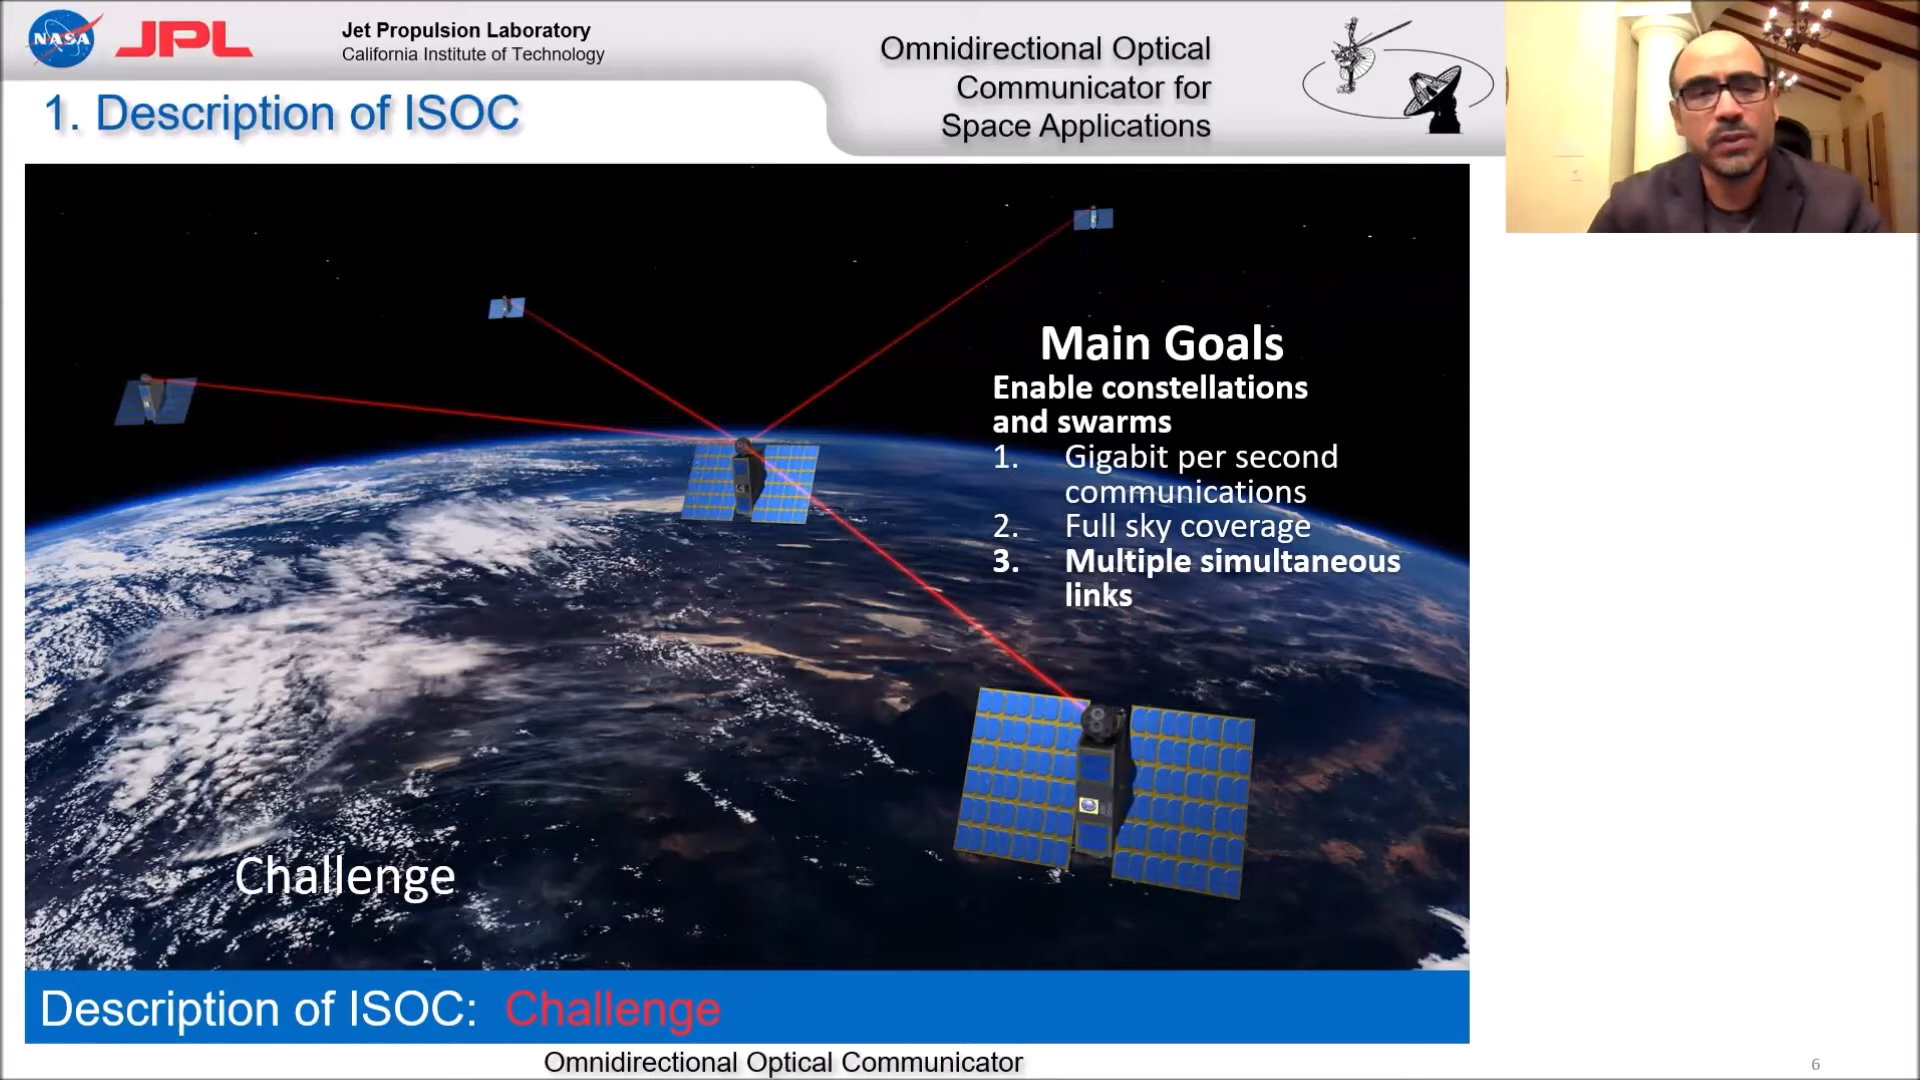 NASA
JPL
Jet Propulsion Laboratory
California Institute of Technology
Omnidirectional Optical
Communicator for
Space Applications
1. Description of ISOC
Main Goals
Enable constellations
and swarms
1. Gigabit per second
communications
2. Full sky coverage
3. Multiple simultaneous
links
Challenge
Description of ISOC: Challenge
Omnidirectional Optical Communicator
6